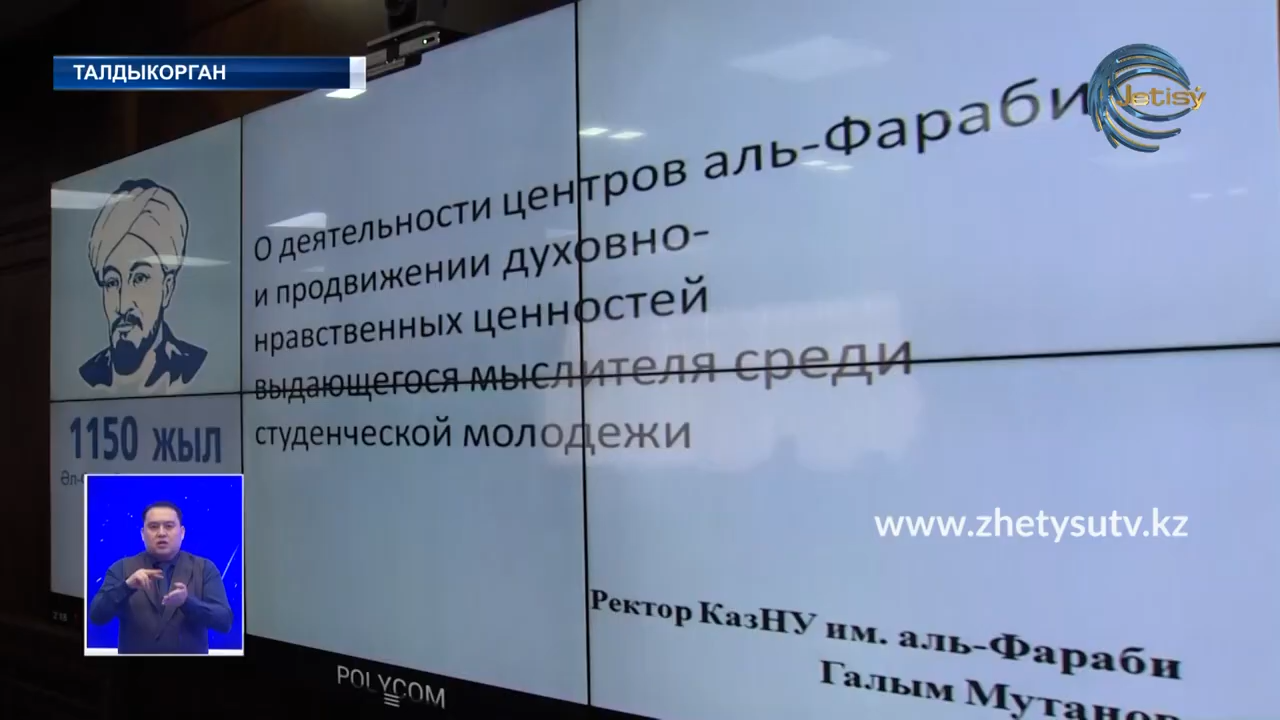 ТАЛДЫКОРГАН
Jetisý
О деятельности центров аль-Фараби
и продвижении духовно-
нравственных ценностей
выдающегося мыслителя среди
студенческой молодежи
1150 жыл
www.zhetysutv.kz
Ректор КазНУ им. аль-Фараби
Галым Мутанов
POLYCOM